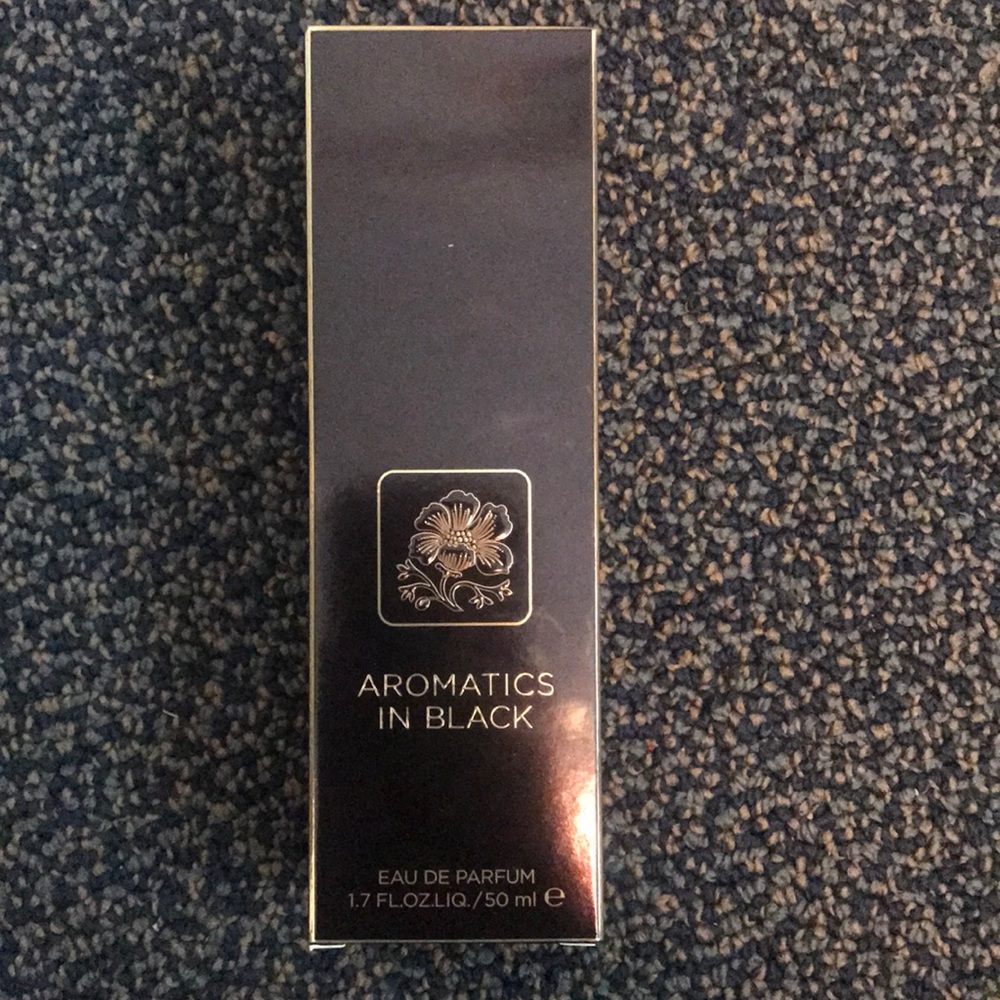 AROMATICS
IN BLACK
EAU DE PARFUM
1.7 FL.OZ.LIQ./50 ml ℮